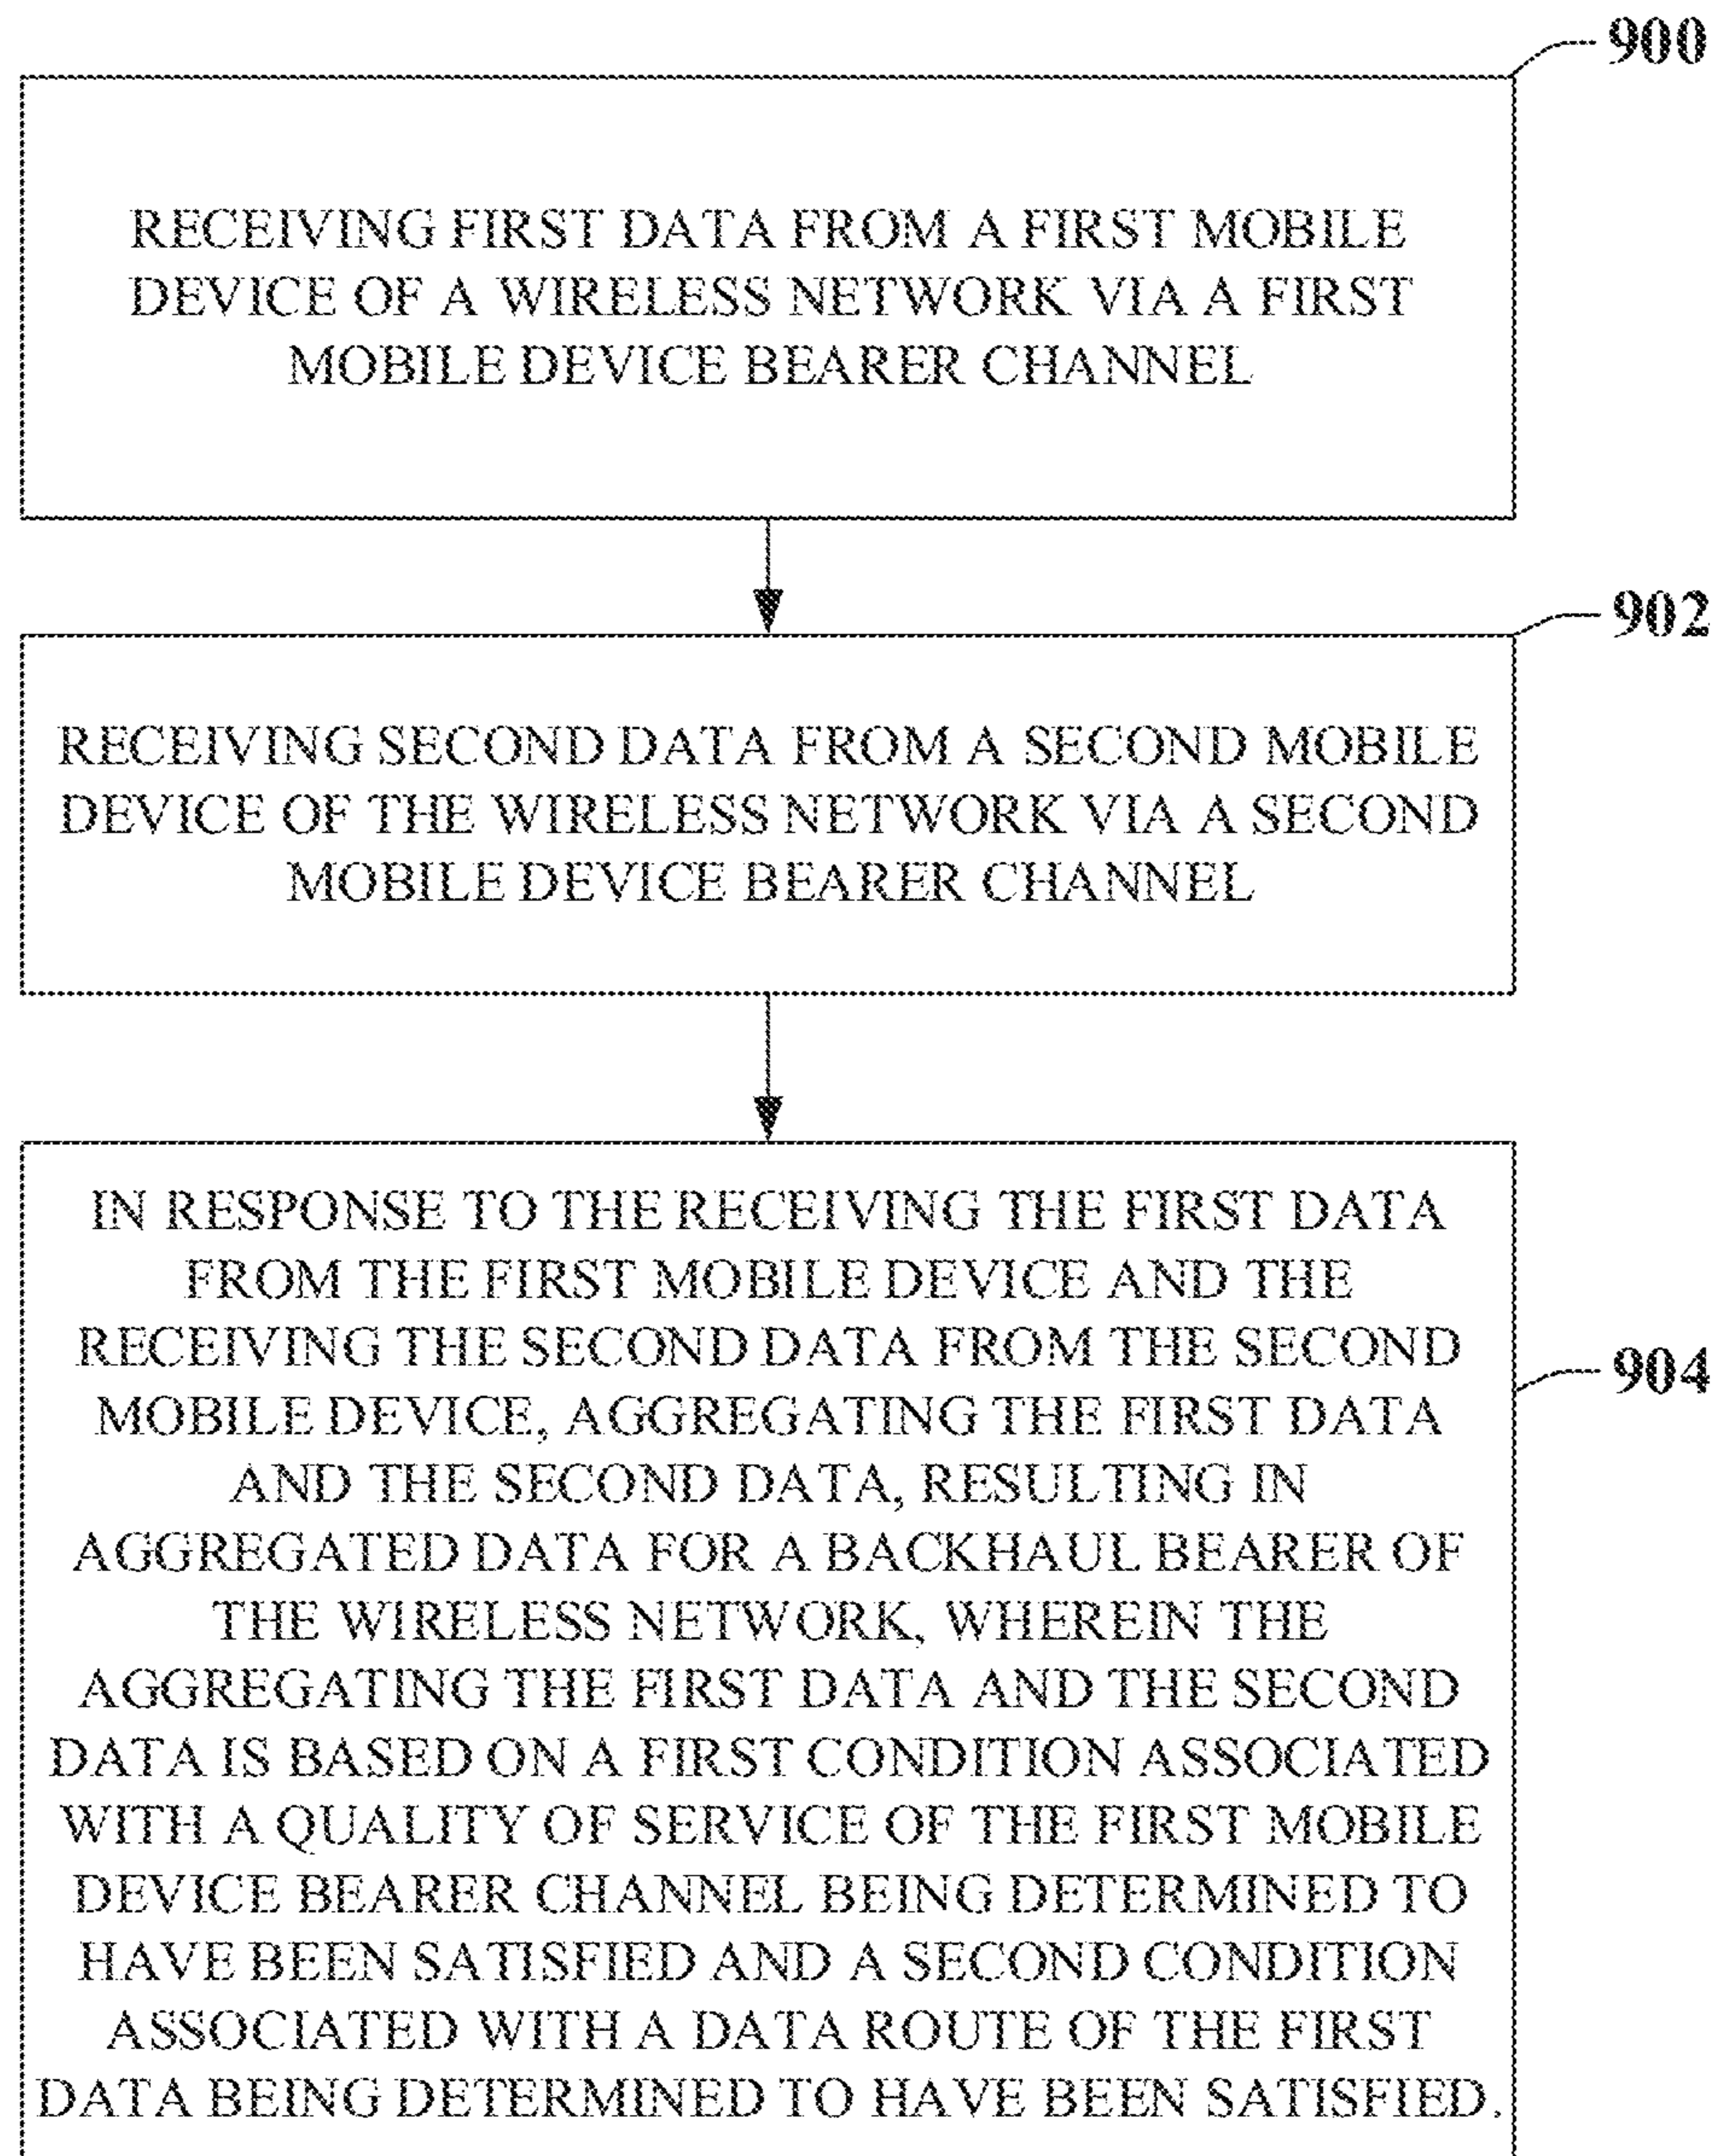 900
RECEIVING FIRST DATA FROM A FIRST MOBILE
DEVICE OF A WIRELESS NETWORK VIA A FIRST
MOBILE DEVICE BEARER CHANNEL
902
RECEIVING SECOND DATA FROM A SECOND MOBILE
DEVICE OF THE WIRELESS NETWORK VIA A SECOND
MOBILE DEVICE BEARER CHANNEL
IN RESPONSE TO THE RECEIVING THE FIRST DATA
FROM THE FIRST MOBILE DEVICE AND THE
RECEIVING THE SECOND DATA FROM THE SECOND
MOBILE DEVICE, AGGREGATING THE FIRST DATA
AND THE SECOND DATA, RESULTING IN
AGGREGATED DATA FOR A BACKHAUL BEARER OF
THE WIRELESS NETWORK, WHEREIN THE
AGGREGATING THE FIRST DATA AND THE SECOND
DATA IS BASED ON A FIRST CONDITION ASSOCIATED
WITH A QUALITY OF SERVICE OF THE FIRST MOBILE
DEVICE BEARER CHANNEL BEING DETERMINED TO
HAVE BEEN SATISFIED AND A SECOND CONDITION
ASSOCIATED WITH A DATA ROUTE OF THE FIRST
DATA BEING DETERMINED TO HAVE BEEN SATISFIED.
904